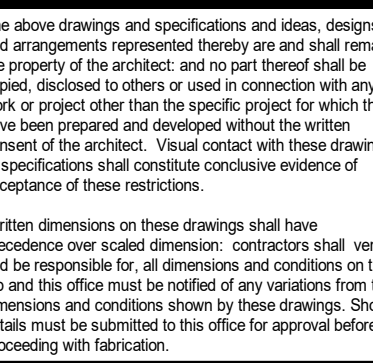 e above drawings and specifications and ideas, designs
d arrangements represented thereby are and shall rema
e property of the architect: and no part thereof shall be
pied, disclosed to others or used in connection with any
ork or project other than the specific project for which th
ve been prepared and developed without the written
nsent of the architect.  Visual contact with these drawin
specifications shall constitute conclusive evidence of
ceptance of these restrictions.

ritten dimensions on these drawings shall have
ecedence over scaled dimension:  contractors shall  ver
d be responsible for, all dimensions and conditions on t
b and this office must be notified of any variations from t
mensions and conditions shown by these drawings. Sho
tails must be submitted to this office for approval before
oceeding with fabrication.